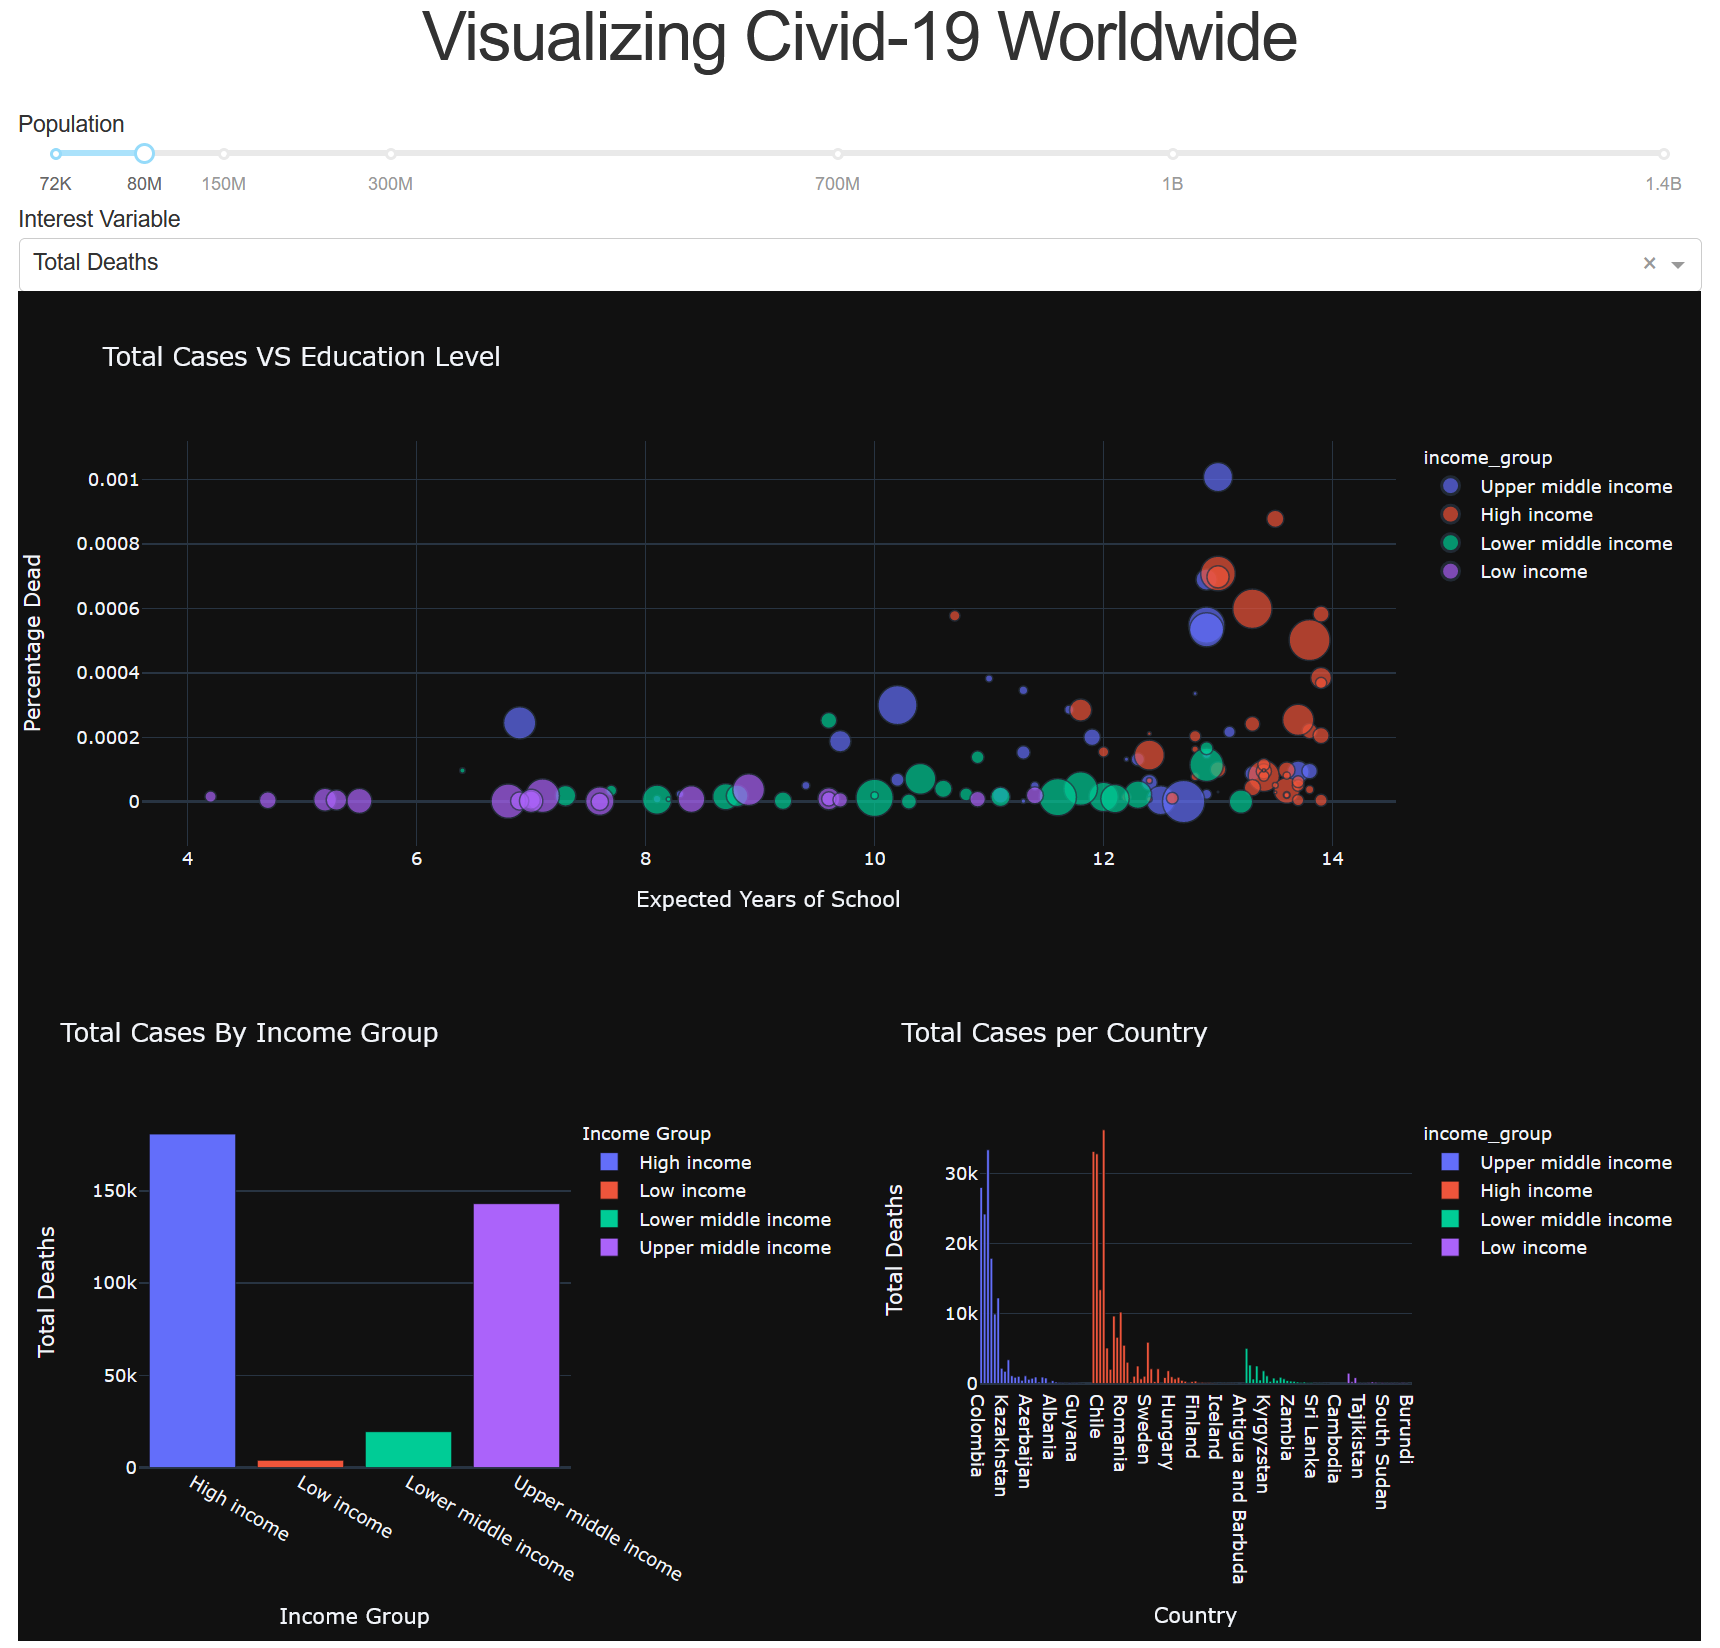 Visualizing Civid-19 Worldwide
Population
72K 80M 150M 300M 700M 1B 1.4B
Interest Variable
Total Deaths ×
Total Cases VS Education Level
Percentage Dead
0.001
0.0008
0.0006
0.0004
0.0002
0
4 6 8 10 12 14
Expected Years of School
income_group
Upper middle income
High income
Lower middle income
Low income
Total Cases By Income Group
Total Deaths
150k
100k
50k
0
High income
Low income
Lower middle income
Upper middle income
Income Group
Income Group
High income
Low income
Lower middle income
Upper middle income
Total Cases per Country
Total Deaths
30k
20k
10k
0
Colombia
Kazakhstan
Azerbaijan
Albania
Guyana
Chile
Romania
Sweden
Hungary
Finland
Iceland
Antigua and Barbuda
Kyrgyzstan
Zambia
Sri Lanka
Cambodia
Tajikistan
South Sudan
Burundi
Country
income_group
Upper middle income
High income
Lower middle income
Low income